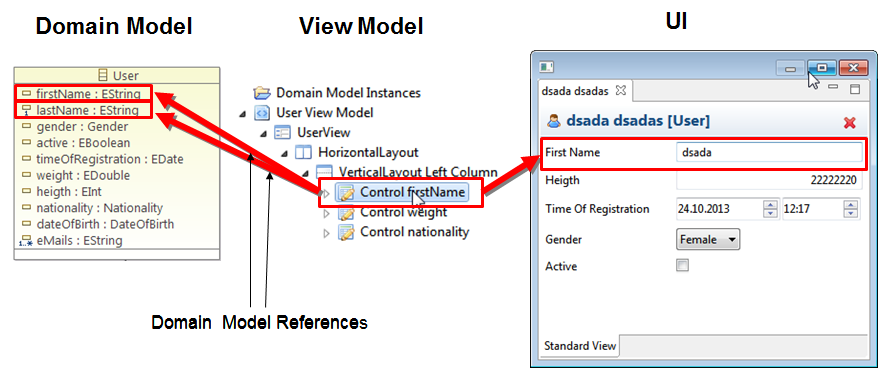 Domain Model
View Model
UI
User
firstName : EString
lastName : EString
gender : Gender
active : EBoolean
timeOfRegistration : EDate
weight : EDouble
heigth : EInt
nationality : Nationality
dateOfBirth : DateOfBirth
1..* eMails : EString
Domain Model Instances
User View Model
UserView
HorizontalLayout
VerticalLayout Left Column
Control firstName
Control weight
Control nationality
Domain Model References
dsada dsadas
dsada dsadas [User]
First Name dsada
Heigth 22222220
Time Of Registration 24.10.2013 12:17
Gender Female
Active
Standard View